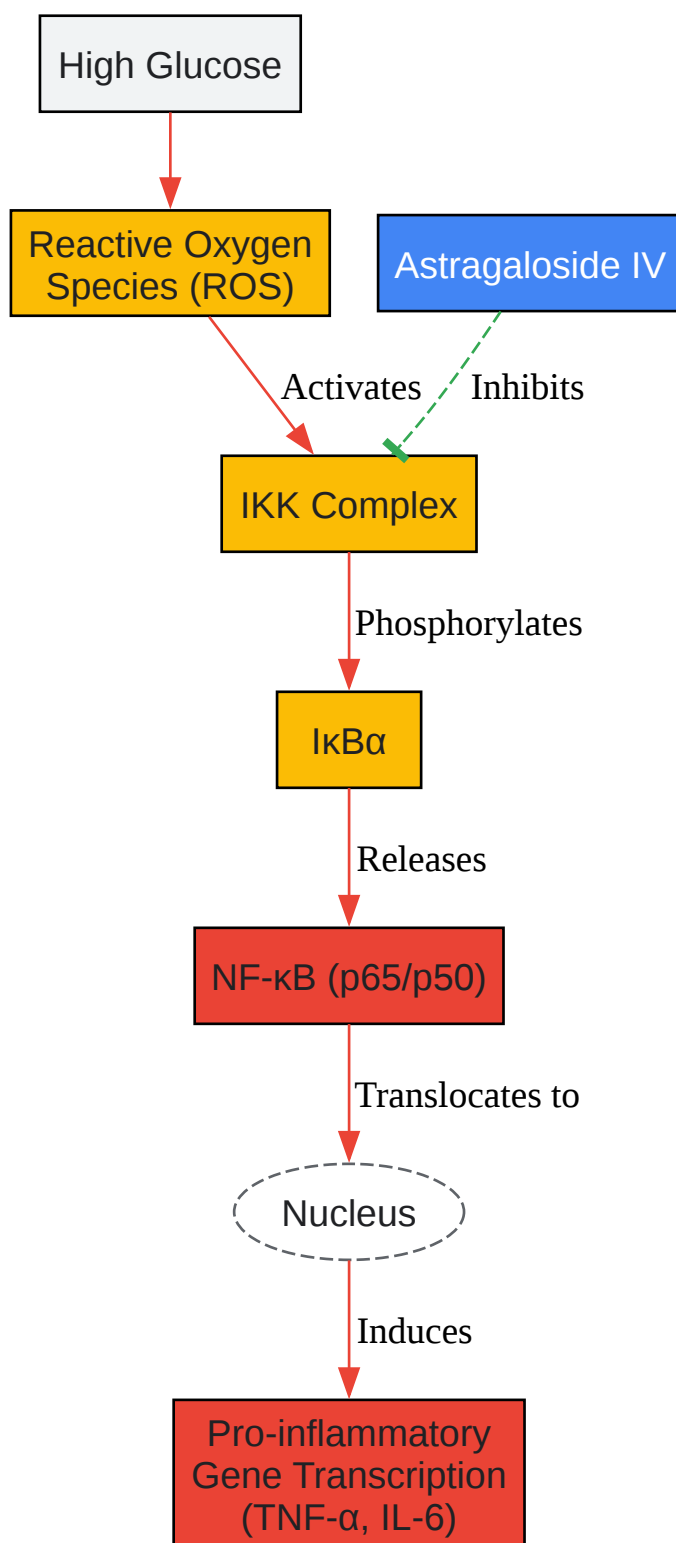 High Glucose
Reactive Oxygen
Species (ROS)
Astragaloside IV
Activates
Inhibits
IKK Complex
Phosphorylates
IκBα
Releases
NF-κB (p65/p50)
Translocates to
Nucleus
Induces
Pro-inflammatory
Gene Transcription
(TNF-α, IL-6)